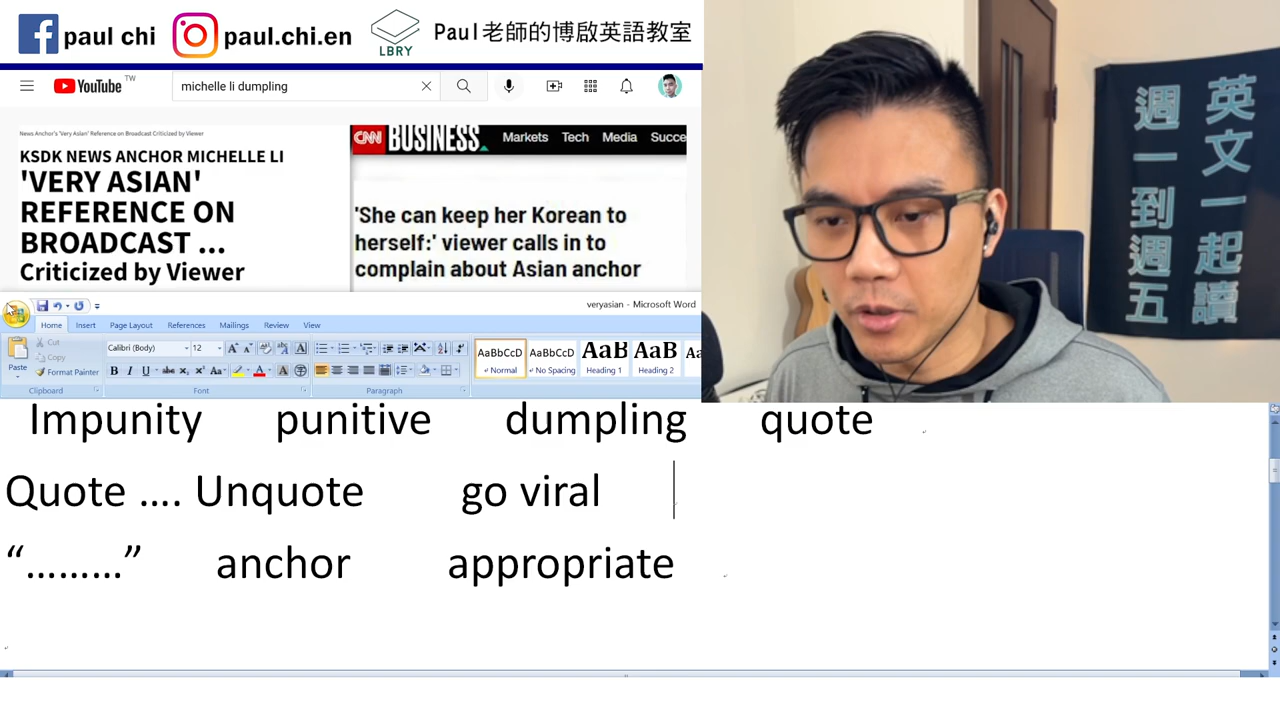 paul chi
paul.chi.en
LBRY
Paul老師的博啟英語教室
YouTube TW
michelle li dumpling
News Anchor's 'Very Asian' Reference on Broadcast Criticized by Viewer
KSDK NEWS ANCHOR MICHELLE LI
'VERY ASIAN'
REFERENCE ON
BROADCAST ...
Criticized by Viewer
CNN BUSINESS Markets Tech Media Succe
'She can keep her Korean to
herself:' viewer calls in to
complain about Asian anchor
英文一起讀
週一到週五
veryasian - Microsoft Word
Home Insert Page Layout References Mailings Review View
Paste
Cut
Copy
Format Painter
Clipboard
Calibri (Body) 12
Font
Paragraph
AaBbCcD AaBbCcD AaB AaB Aa
Normal No Spacing Heading 1 Heading 2
Impunity punitive dumpling quote
Quote …. Unquote go viral
“………” anchor appropriate